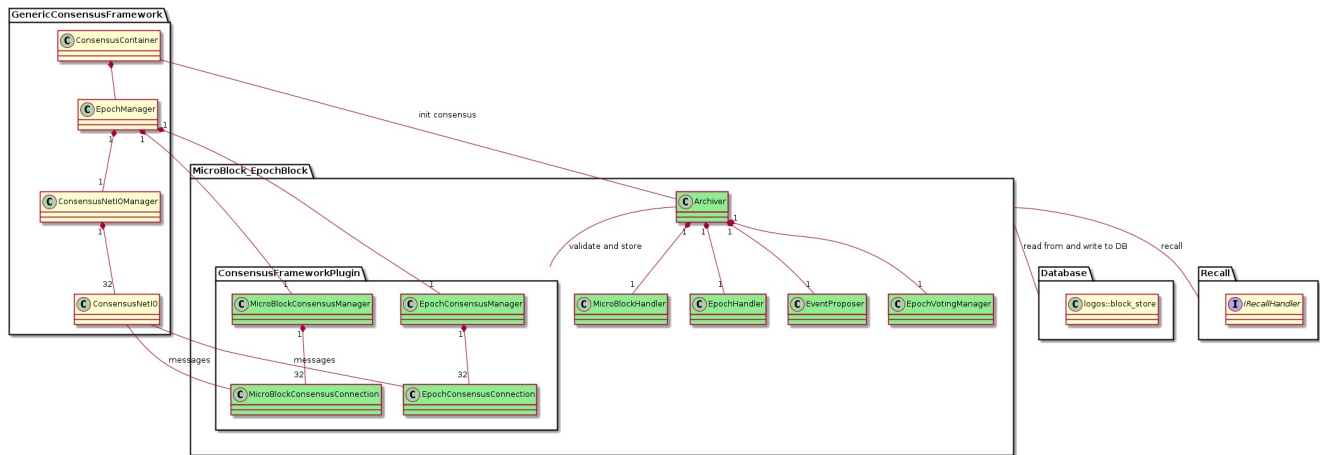 GenericConsensusFramework
C ConsensusContainer
init consensus
C EpochManager
1
1
1
1
C ConsensusNetIOManager
1
32
C ConsensusNetIO
MicroBlock_EpochBlock
C Archiver
1
1
1
1
validate and store
1
C MicroBlockHandler
1
C EpochHandler
1
C EventProposer
1
C EpochVotingManager
ConsensusFrameworkPlugin
1
C MicroBlockConsensusManager
1
1
C EpochConsensusManager
1
messages
messages
32
C MicroBlockConsensusConnection
32
C EpochConsensusConnection
read from and write to DB
recall
Database
C logos::block_store
Recall
I IRecallHandler